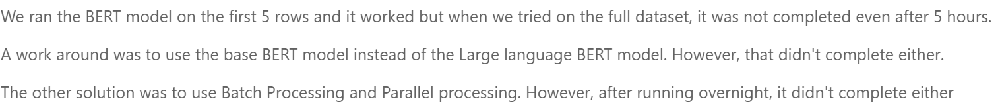 We ran the BERT model on the first 5 rows and it worked but when we tried on the full dataset, it was not completed even after 5 hours.
A work around was to use the base BERT model instead of the Large language BERT model. However, that didn't complete either.
The other solution was to use Batch Processing and Parallel processing. However, after running overnight, it didn't complete either